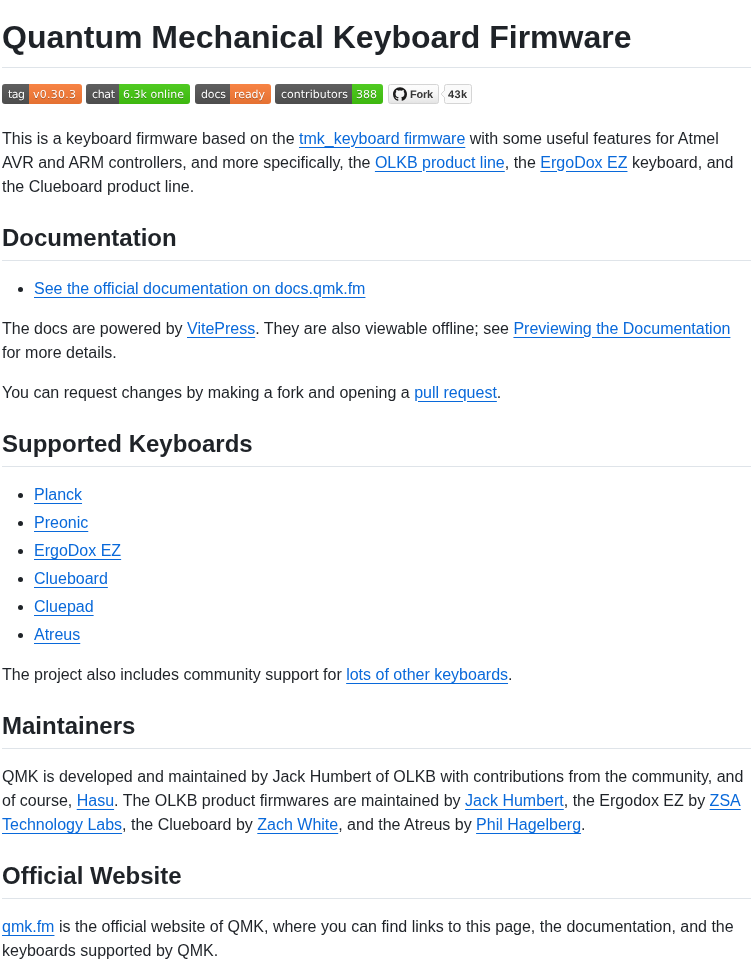 Quantum Mechanical Keyboard Firmware
tag v0.30.3 chat 6.3k online docs ready contributors 388 Fork 43k
This is a keyboard firmware based on the tmk_keyboard firmware with some useful features for Atmel
AVR and ARM controllers, and more specifically, the OLKB product line, the ErgoDox EZ keyboard, and
the Clueboard product line.
Documentation
See the official documentation on docs.qmk.fm
The docs are powered by VitePress. They are also viewable offline; see Previewing the Documentation
for more details.
You can request changes by making a fork and opening a pull request.
Supported Keyboards
Planck
Preonic
ErgoDox EZ
Clueboard
Cluepad
Atreus
The project also includes community support for lots of other keyboards.
Maintainers
QMK is developed and maintained by Jack Humbert of OLKB with contributions from the community, and
of course, Hasu. The OLKB product firmwares are maintained by Jack Humbert, the Ergodox EZ by ZSA
Technology Labs, the Clueboard by Zach White, and the Atreus by Phil Hagelberg.
Official Website
qmk.fm is the official website of QMK, where you can find links to this page, the documentation, and the
keyboards supported by QMK.